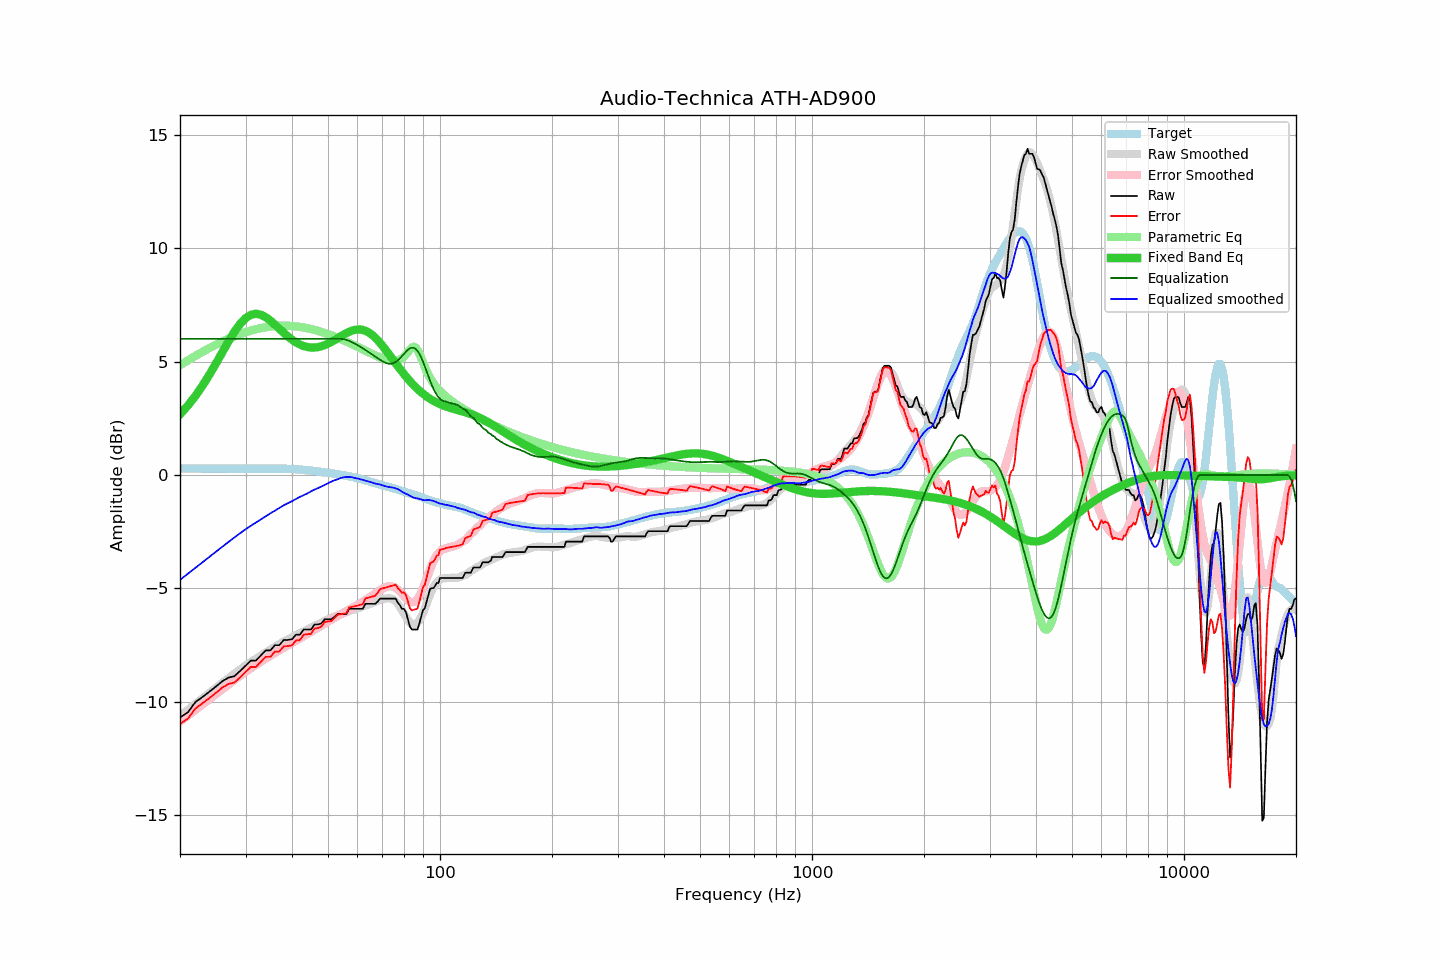 Audio-Technica ATH-AD900
15
10
5
0
−5
−10
−15
Amplitude (dBr)
100
1000
10000
Frequency (Hz)
Target
Raw Smoothed
Error Smoothed
Raw
Error
Parametric Eq
Fixed Band Eq
Equalization
Equalized smoothed